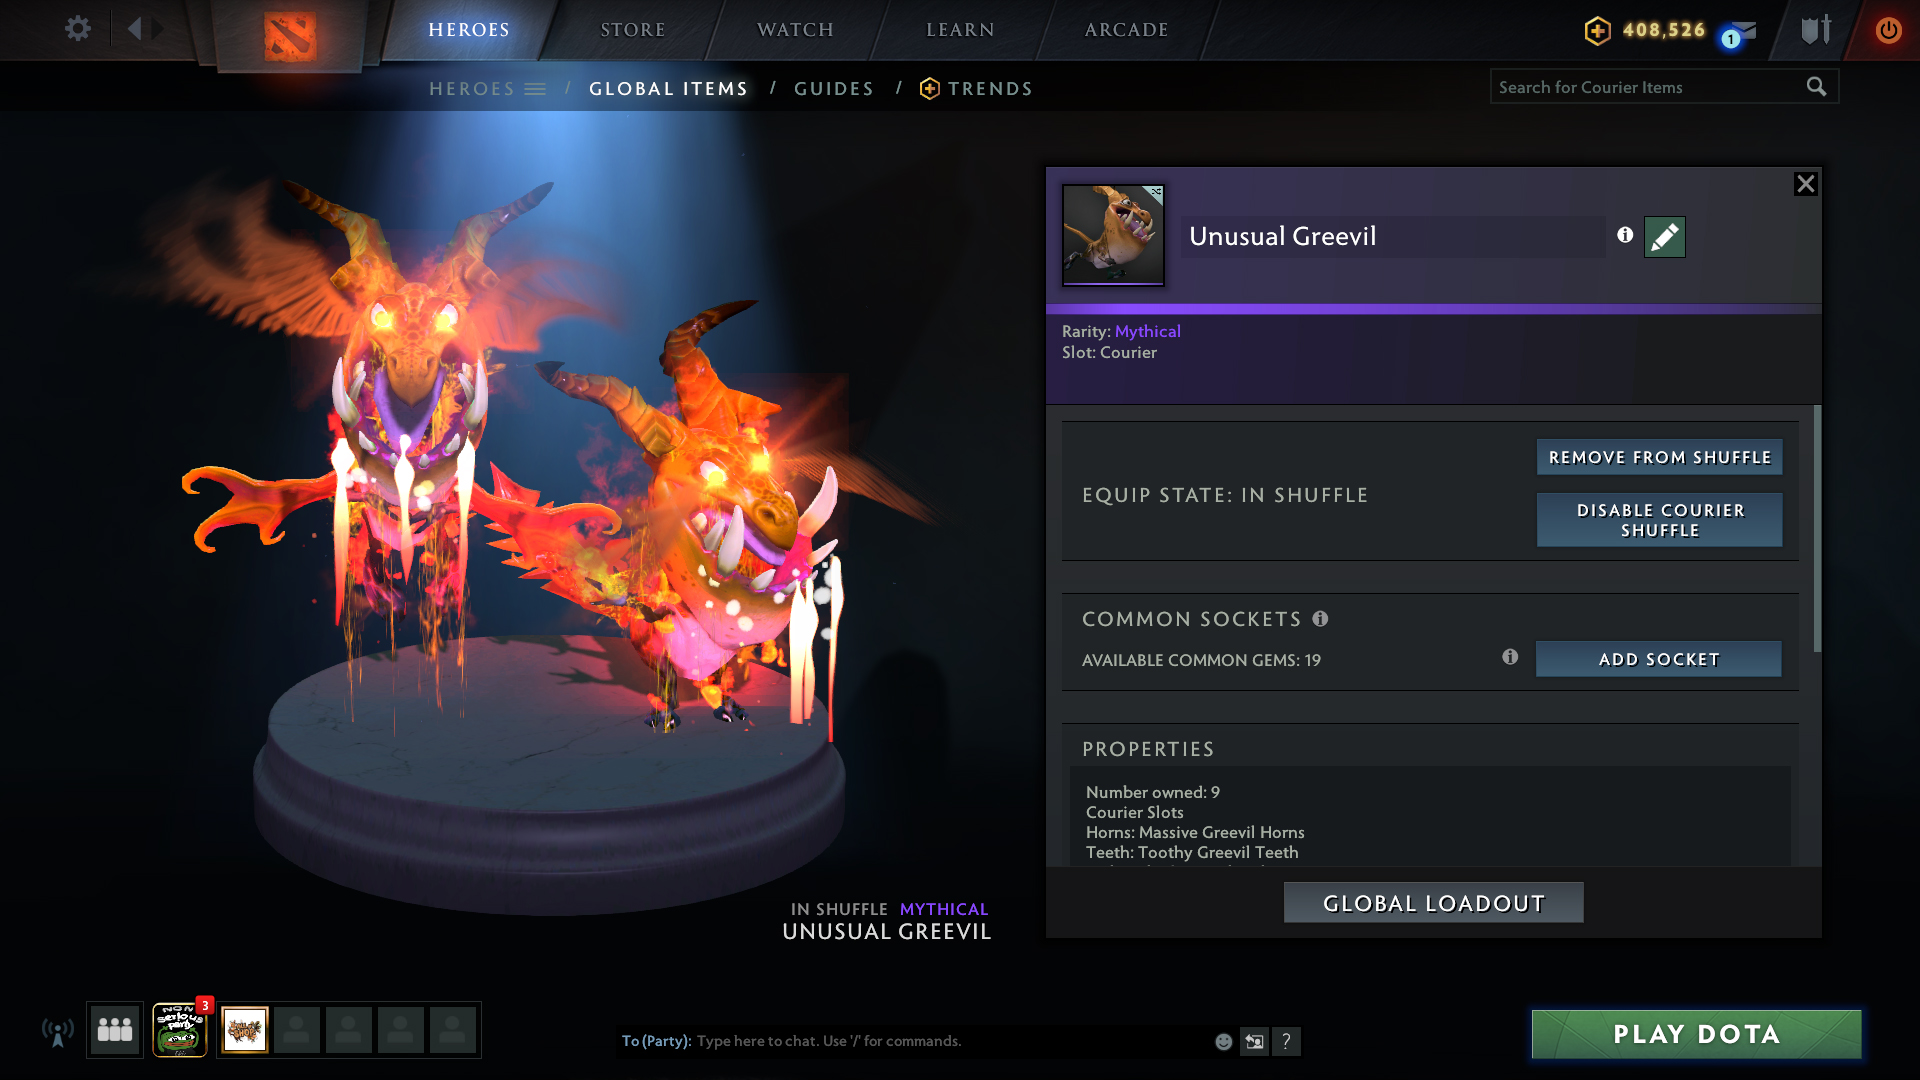 HEROES
STORE
WATCH
LEARN
ARCADE
408,526
1
HEROES / GLOBAL ITEMS / GUIDES / TRENDS
Search for Courier Items
Unusual Greevil
Rarity: Mythical
Slot: Courier
EQUIP STATE: IN SHUFFLE
REMOVE FROM SHUFFLE
DISABLE COURIER
SHUFFLE
COMMON SOCKETS
AVAILABLE COMMON GEMS: 19
ADD SOCKET
PROPERTIES
Number owned: 9
Courier Slots
Horns: Massive Greevil Horns
Teeth: Toothy Greevil Teeth
GLOBAL LOADOUT
IN SHUFFLE MYTHICAL
UNUSUAL GREEVIL
NON
serious
party
3
To (Party): Type here to chat. Use '/' for commands.
?
PLAY DOTA